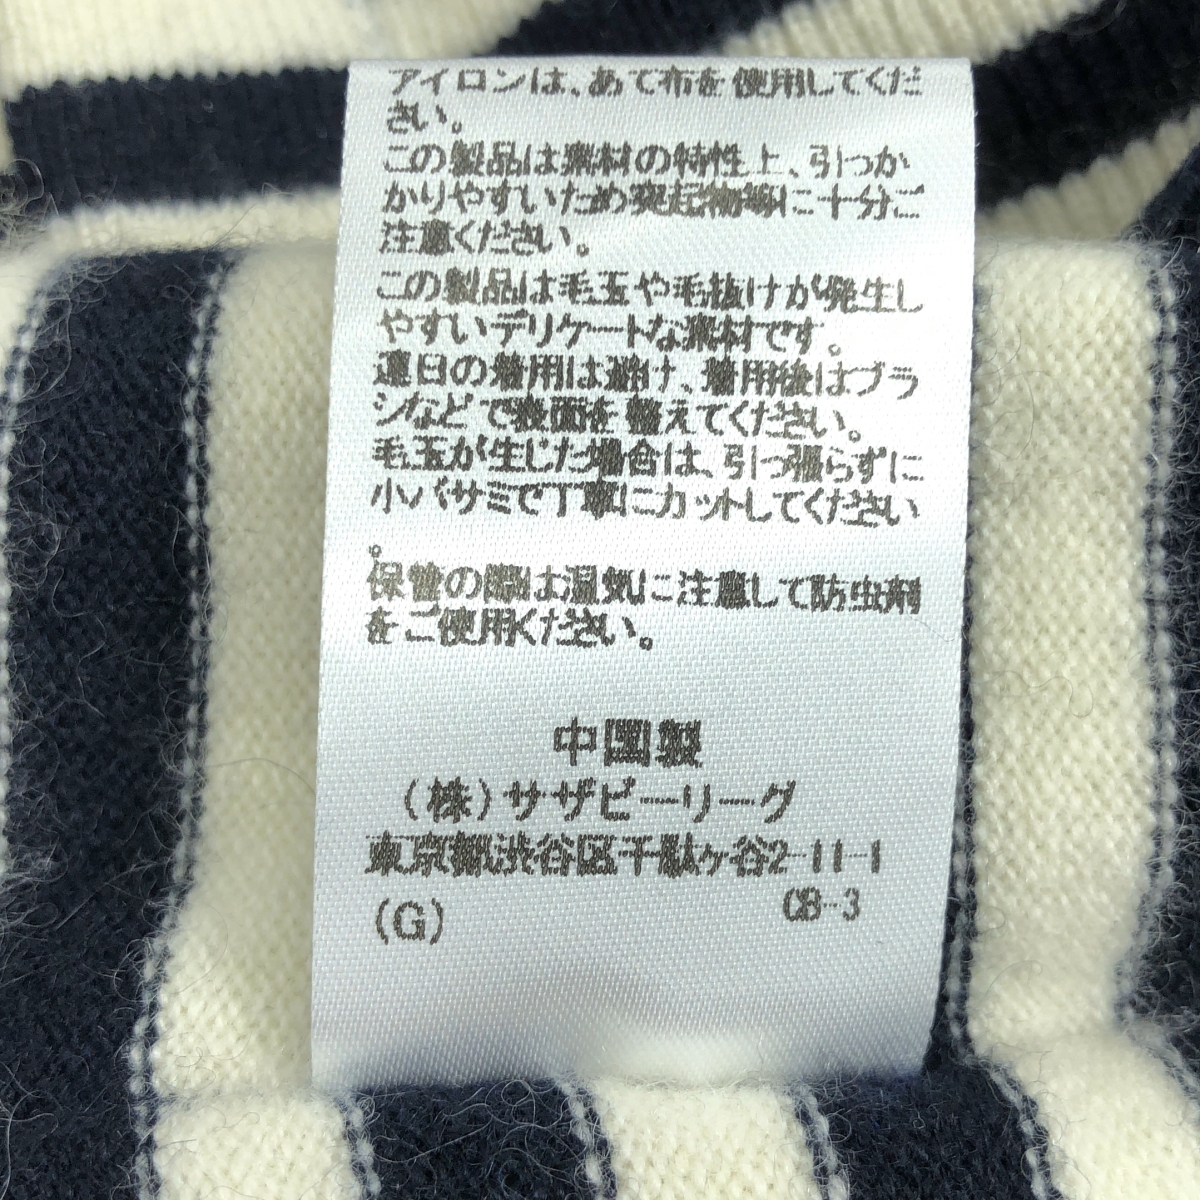 アイロンは、あて布を使用してくだ
さい。
この製品は素材の特性上、引っか
かりやすいため突起物等に十分ご
注意ください。
この製品は毛玉や毛抜けが発生し
やすいデリケートな素材です。
連日の着用は避け、着用後はブラ
シなどで表面を整えてください。
毛玉が生じた場合は、引っ張らずに
小バサミで丁寧にカットしてください
。
保管の際は湿気に注意して防虫剤
をご使用ください。
中国製
(株)サザビーリーグ
東京都渋谷区千駄ヶ谷2-11-1
(G) CB-3